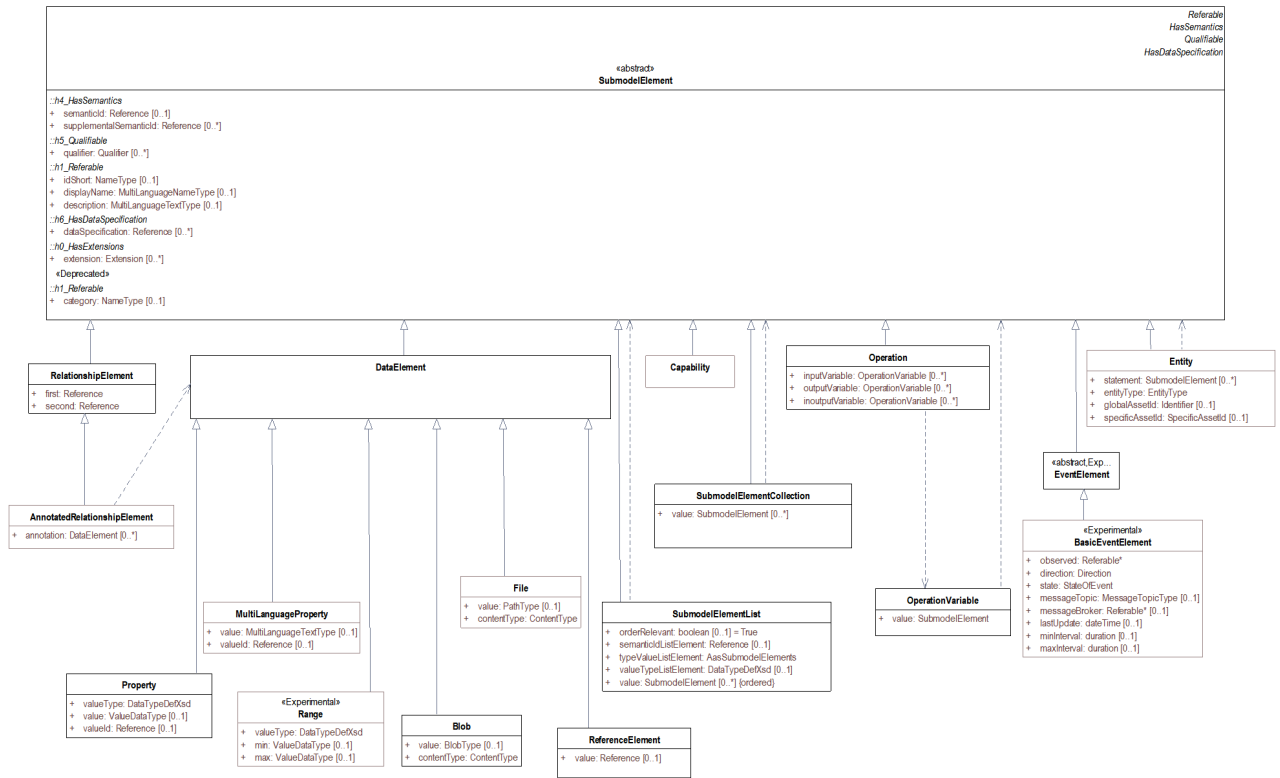 Referable
HasSemantics
Qualifiable
HasDataSpecification
«abstract»
SubmodelElement
::h4_HasSemantics
+ semanticId: Reference [0..1]
+ supplementalSemanticId: Reference [0..*]
::h5_Qualifiable
+ qualifier: Qualifier [0..*]
::h1_Referable
+ idShort: NameType [0..1]
+ displayName: MultiLanguageNameType [0..1]
+ description: MultiLanguageTextType [0..1]
::h6_HasDataSpecification
+ dataSpecification: Reference [0..*]
::h0_HasExtensions
+ extension: Extension [0..*]
«Deprecated»
::h1_Referable
+ category: NameType [0..1]
RelationshipElement
+ first: Reference
+ second: Reference
DataElement
Capability
Operation
+ inputVariable: OperationVariable [0..*]
+ outputVariable: OperationVariable [0..*]
+ inoutputVariable: OperationVariable [0..*]
Entity
+ statement: SubmodelElement [0..*]
+ entityType: EntityType
+ globalAssetId: Identifier [0..1]
+ specificAssetId: SpecificAssetId [0..1]
«abstract,Exp...
EventElement
AnnotatedRelationshipElement
+ annotation: DataElement [0..*]
SubmodelElementCollection
+ value: SubmodelElement [0..*]
«Experimental»
BasicEventElement
+ observed: Referable*
+ direction: Direction
+ state: StateOfEvent
+ messageTopic: MessageTopicType [0..1]
+ messageBroker: Referable* [0..1]
+ lastUpdate: dateTime [0..1]
+ minInterval: duration [0..1]
+ maxInterval: duration [0..1]
File
+ value: PathType [0..1]
+ contentType: ContentType
OperationVariable
+ value: SubmodelElement
MultiLanguageProperty
+ value: MultiLanguageTextType [0..1]
+ valueId: Reference [0..1]
SubmodelElementList
+ orderRelevant: boolean [0..1] = True
+ semanticIdListElement: Reference [0..1]
+ typeValueListElement: AasSubmodelElements
+ valueTypeListElement: DataTypeDefXsd [0..1]
+ value: SubmodelElement [0..*] {ordered}
Property
+ valueType: DataTypeDefXsd
+ value: ValueDataType [0..1]
+ valueId: Reference [0..1]
«Experimental»
Range
+ valueType: DataTypeDefXsd
+ min: ValueDataType [0..1]
+ max: ValueDataType [0..1]
Blob
+ value: BlobType [0..1]
+ contentType: ContentType
ReferenceElement
+ value: Reference [0..1]